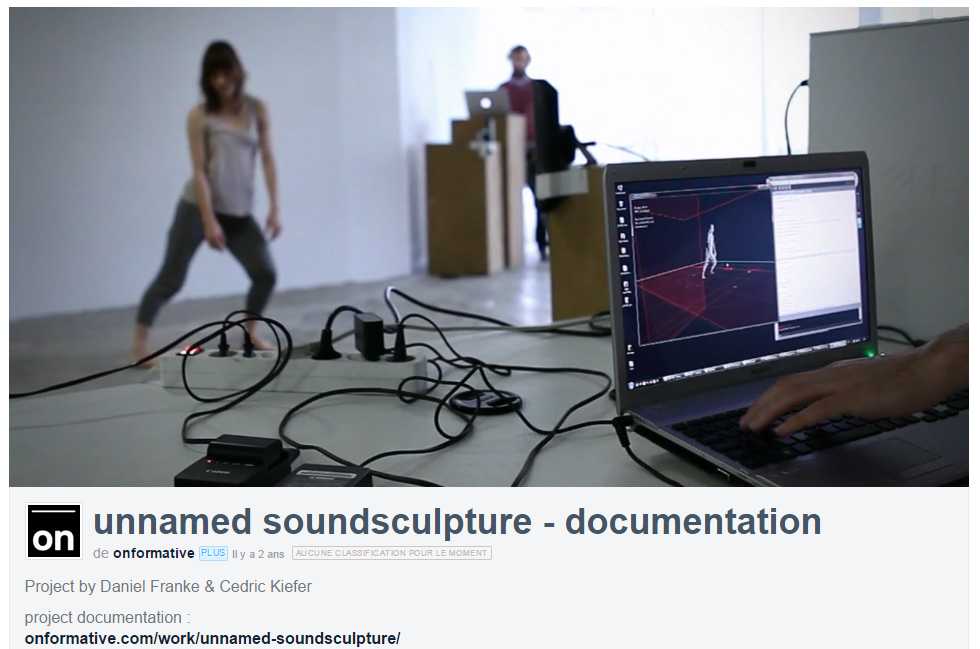 Canon
on
unnamed soundsculpture - documentation
de onformative PLUS Il y a 2 ans AUCUNE CLASSIFICATION POUR LE MOMENT
Project by Daniel Franke & Cedric Kiefer
project documentation :
onformative.com/work/unnamed-soundsculpture/